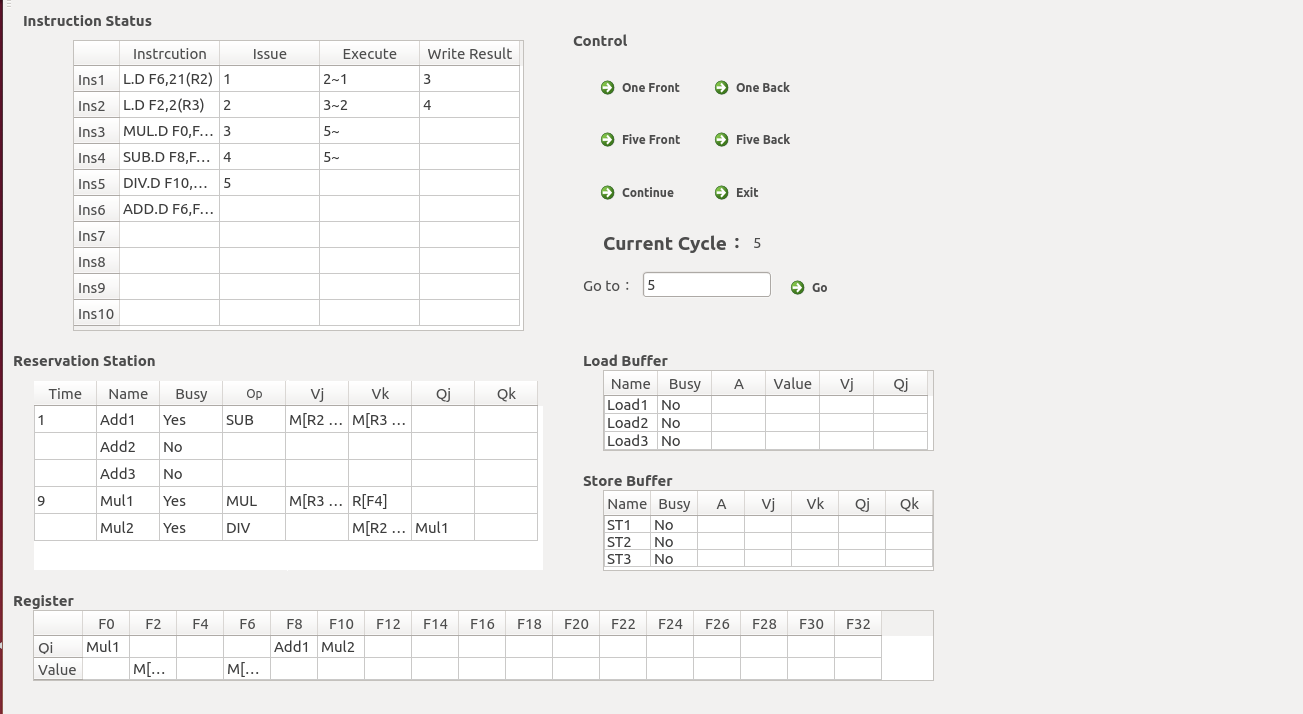 Instruction Status
Instrcution Issue Execute Write Result
Ins1 L.D F6,21(R2) 1 2~1 3
Ins2 L.D F2,2(R3) 2 3~2 4
Ins3 MUL.D F0,F... 3 5~
Ins4 SUB.D F8,F... 4 5~
Ins5 DIV.D F10,... 5
Ins6 ADD.D F6,F...
Ins7
Ins8
Ins9
Ins10
Control
One Front One Back
Five Front Five Back
Continue Exit
Current Cycle： 5
Go to： 5 Go
Reservation Station
Time Name Busy Op Vj Vk Qj Qk
1 Add1 Yes SUB M[R2 ... M[R3 ...
Add2 No
Add3 No
9 Mul1 Yes MUL M[R3 ... R[F4]
Mul2 Yes DIV M[R2 ... Mul1
Load Buffer
Name Busy A Value Vj Qj
Load1 No
Load2 No
Load3 No
Store Buffer
Name Busy A Vj Vk Qj Qk
ST1 No
ST2 No
ST3 No
Register
F0 F2 F4 F6 F8 F10 F12 F14 F16 F18 F20 F22 F24 F26 F28 F30 F32
Qi Mul1 Add1 Mul2
Value M[... M[...